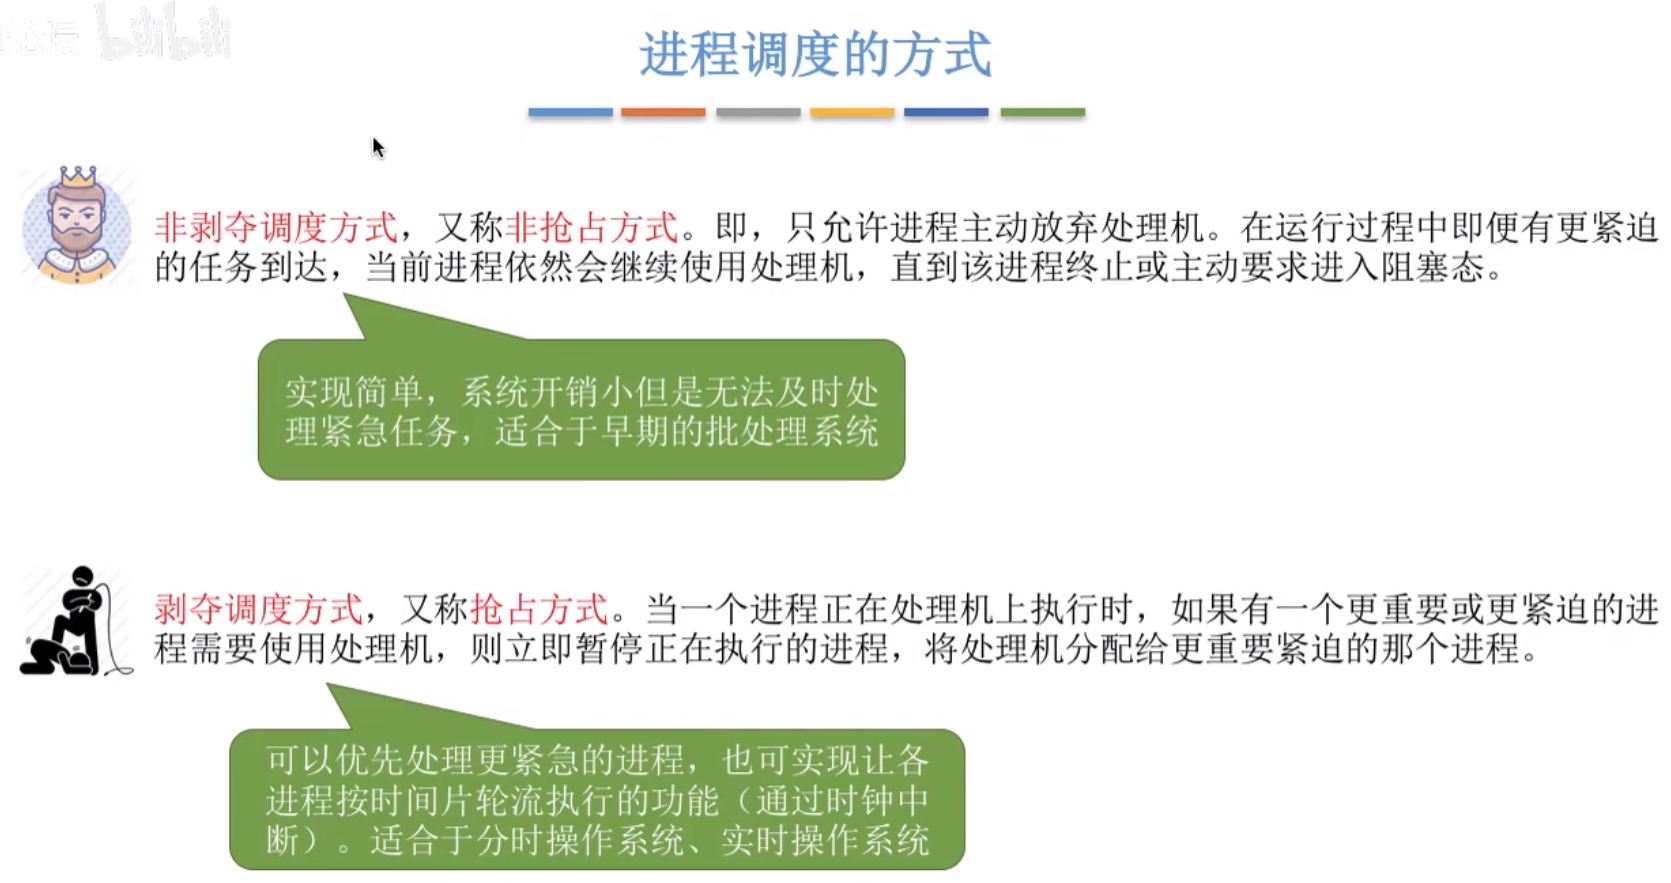 论坛 bilibili
进程调度的方式
非剥夺调度方式，又称非抢占方式。即，只允许进程主动放弃处理机。在运行过程中即便有更紧迫
的任务到达，当前进程依然会继续使用处理机，直到该进程终止或主动要求进入阻塞态。
实现简单，系统开销小但是无法及时处
理紧急任务，适合于早期的批处理系统
剥夺调度方式，又称抢占方式。当一个进程正在处理机上执行时，如果有一个更重要或更紧迫的进
程需要使用处理机，则立即暂停正在执行的进程，将处理机分配给更重要紧迫的那个进程。
可以优先处理更紧急的进程，也可实现让各
进程按时间片轮流执行的功能（通过时钟中
断）。适合于分时操作系统、实时操作系统